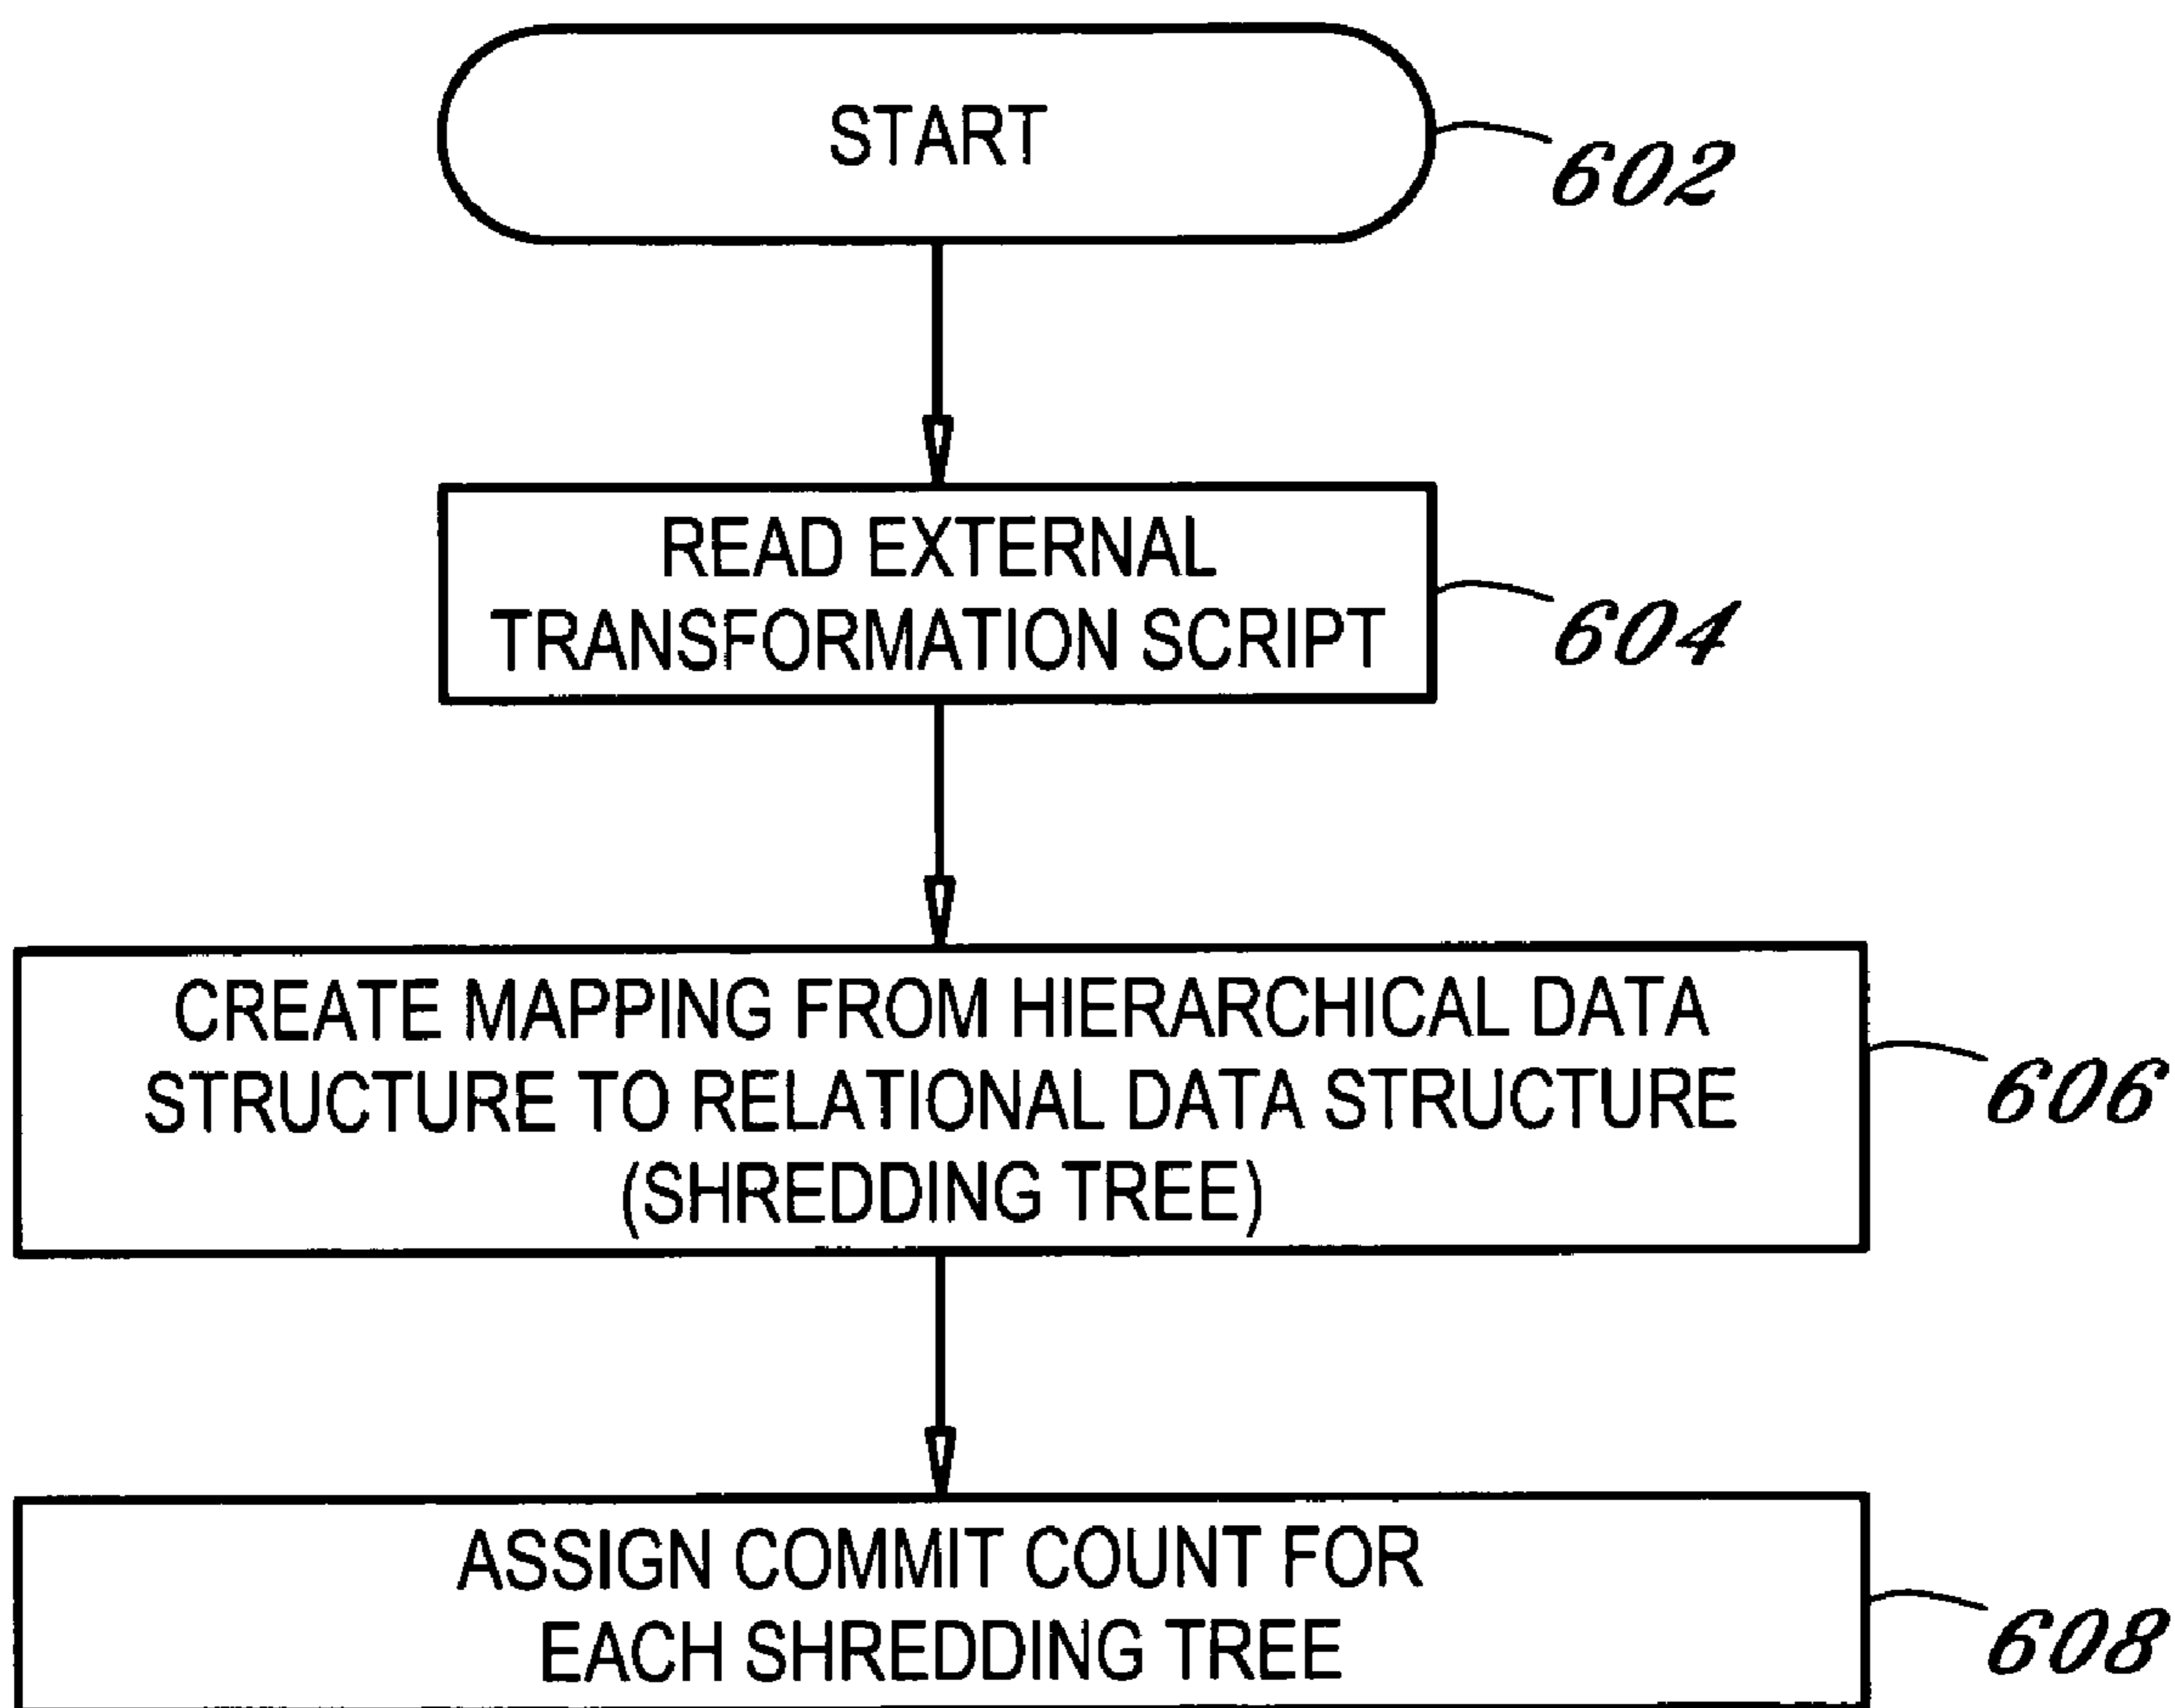 START
602
READ EXTERNAL
TRANSFORMATION SCRIPT
604
CREATE MAPPING FROM HIERARCHICAL DATA
STRUCTURE TO RELATIONAL DATA STRUCTURE
(SHREDDING TREE)
606
ASSIGN COMMIT COUNT FOR
EACH SHREDDING TREE
608